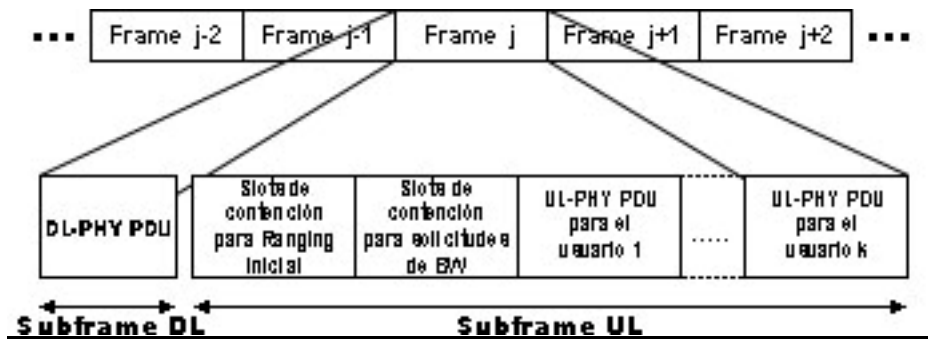 ... Frame j-2 Frame j-1 Frame j Frame j+1 Frame j+2 ...
DL-PHY PDU
Slots de
contención
para Ranging
Inicial
Slots de
contención
para solicitudes
de BW
UL-PHY PDU
para el
usuario 1
.....
UL-PHY PDU
para el
usuario k
Subframe DL
Subframe UL